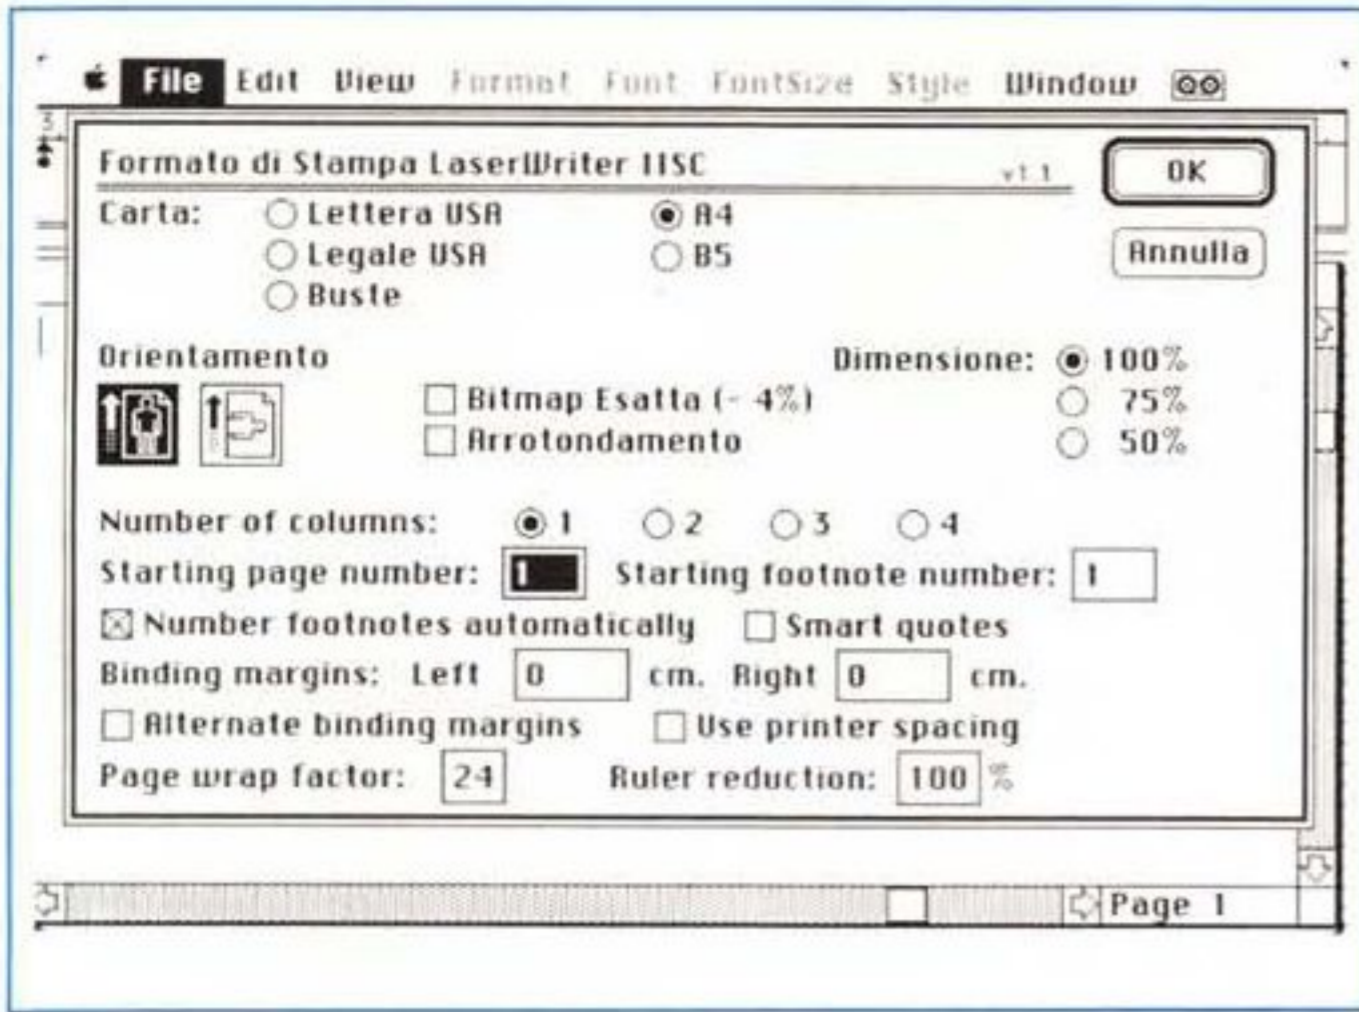 File Edit View Format Font FontSize Style Window
Formato di Stampa LaserWriter IISC v1.1 OK
Carta: Lettera USA A4
Legale USA B5 Annulla
Buste
Orientamento Dimensione: 100%
Bitmap Esatta (- 4%) 75%
Arrotondamento 50%
Number of columns: 1 2 3 4
Starting page number: 1 Starting footnote number: 1
Number footnotes automatically Smart quotes
Binding margins: Left 0 cm. Right 0 cm.
Alternate binding margins Use printer spacing
Page wrap factor: 24 Ruler reduction: 100 %
Page 1